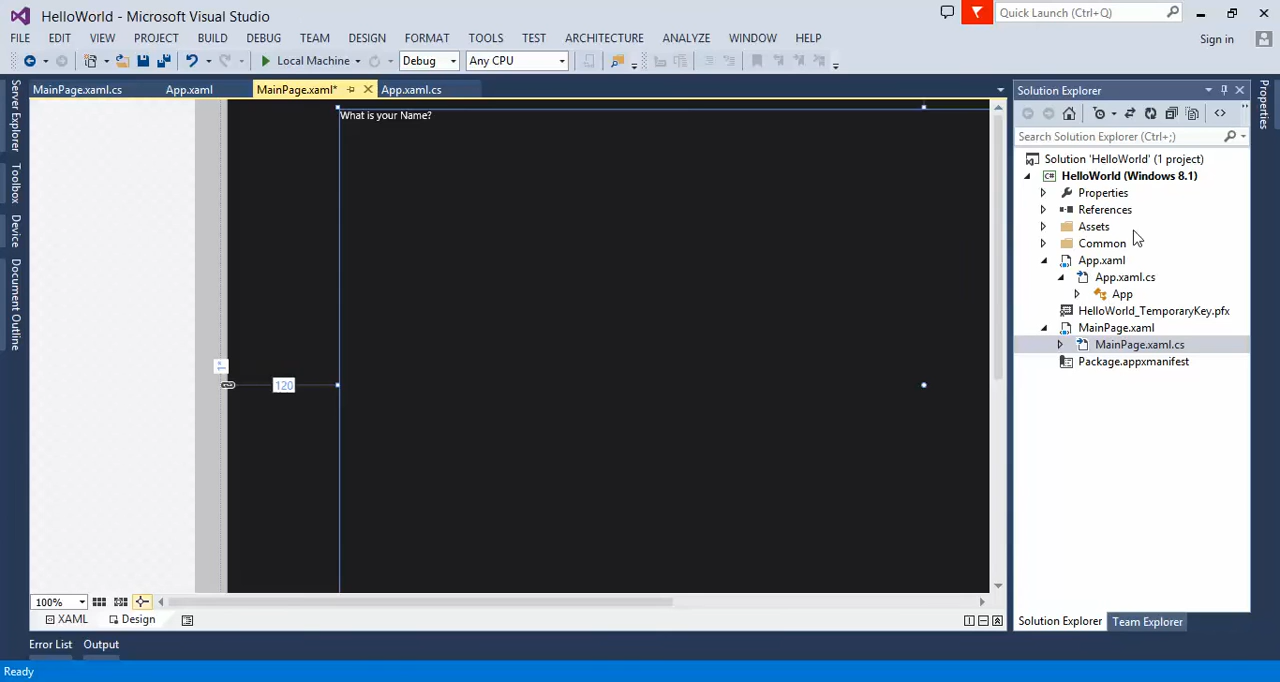 HelloWorld - Microsoft Visual Studio
Quick Launch (Ctrl+Q)
FILE EDIT VIEW PROJECT BUILD DEBUG TEAM DESIGN FORMAT TOOLS TEST ARCHITECTURE ANALYZE WINDOW HELP
Sign in
Local Machine Debug Any CPU
MainPage.xaml.cs App.xaml MainPage.xaml* App.xaml.cs
Server Explorer
Toolbox
Device
Document Outline
What is your Name?
1*
120
100%
XAML Design
Error List Output
Ready
Solution Explorer
Search Solution Explorer (Ctrl+;)
Solution 'HelloWorld' (1 project)
HelloWorld (Windows 8.1)
Properties
References
Assets
Common
App.xaml
App.xaml.cs
App
HelloWorld_TemporaryKey.pfx
MainPage.xaml
MainPage.xaml.cs
Package.appxmanifest
Solution Explorer Team Explorer
Properties